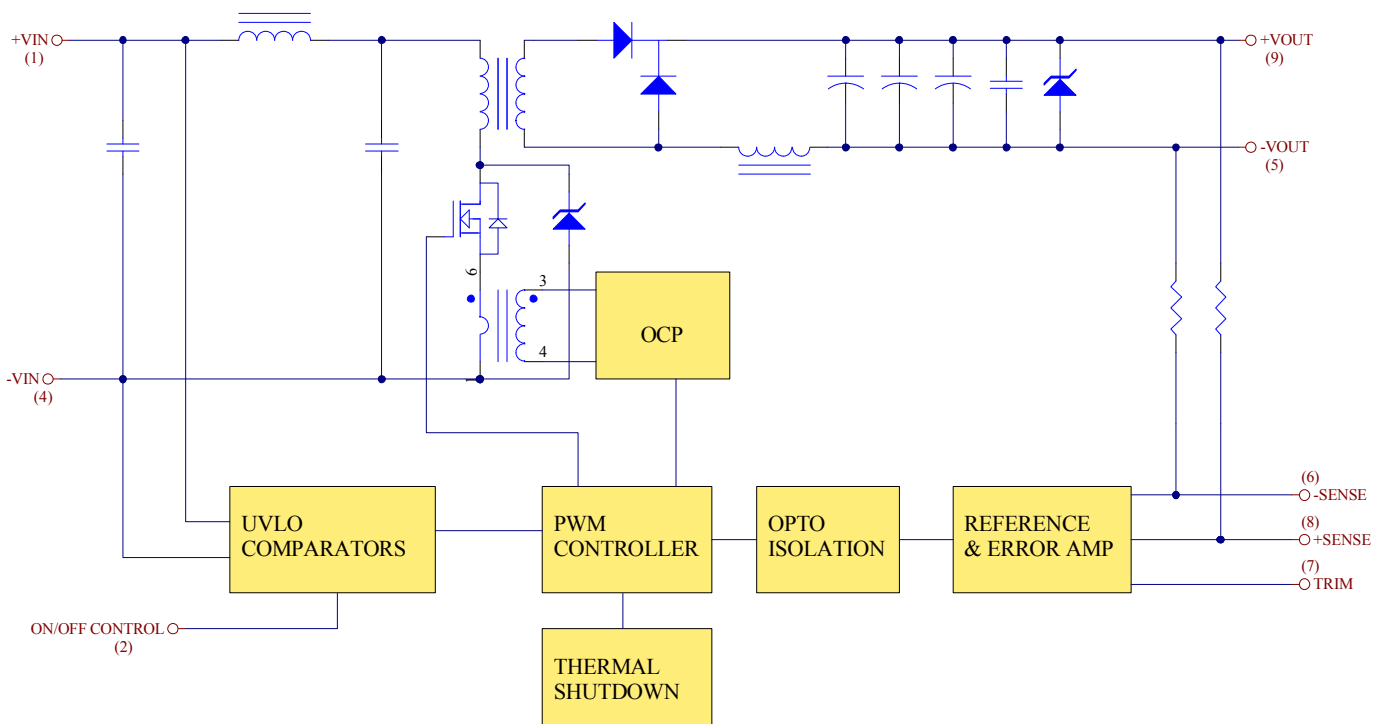 +VIN
(1)
+VOUT
(9)
-VOUT
(5)
6
3
OCP
4
1
-VIN
(4)
(6)
-SENSE
UVLO
COMPARATORS
PWM
CONTROLLER
OPTO
ISOLATION
REFERENCE
& ERROR AMP
(8)
+SENSE
(7)
TRIM
ON/OFF CONTROL
(2)
THERMAL
SHUTDOWN